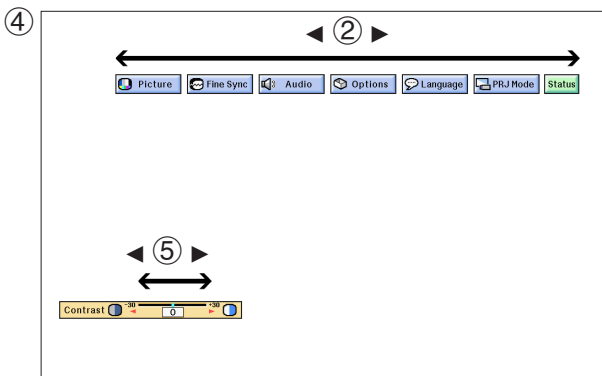 ④
◀ ② ▶
Picture Fine Sync Audio Options Language PRJ Mode Status
◀ ⑤ ▶
Contrast -30 0 +30